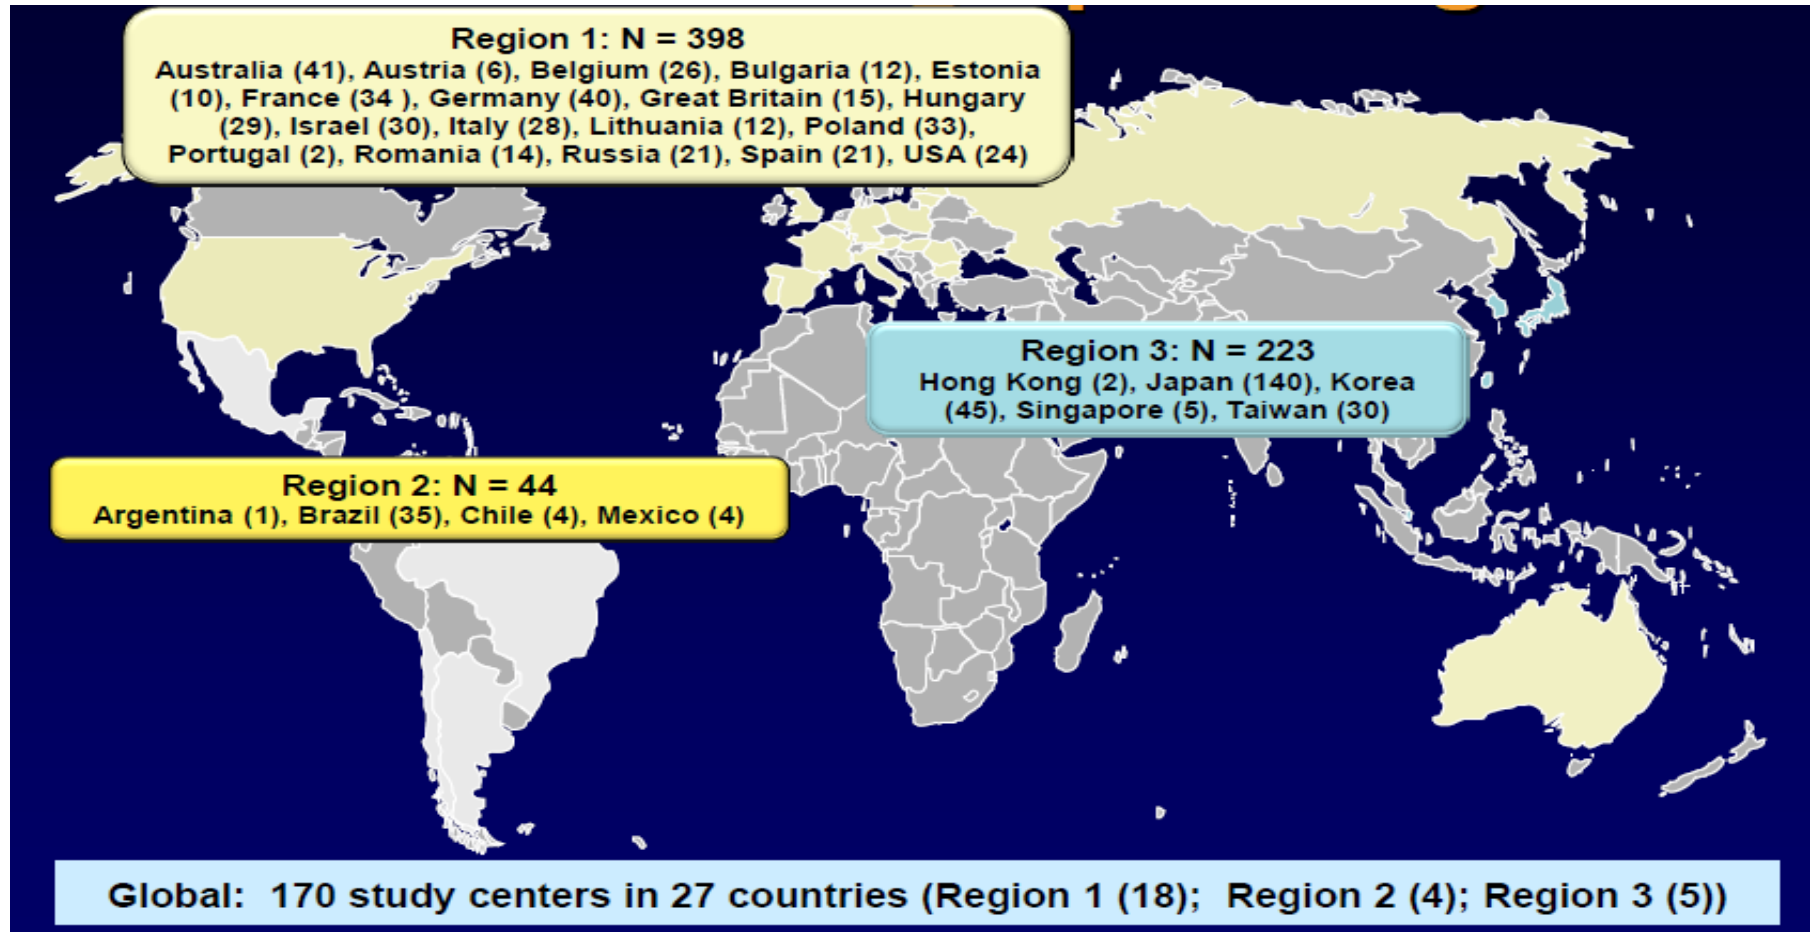 Region 1: N = 398
Australia (41), Austria (6), Belgium (26), Bulgaria (12), Estonia
(10), France (34 ), Germany (40), Great Britain (15), Hungary
(29), Israel (30), Italy (28), Lithuania (12), Poland (33),
Portugal (2), Romania (14), Russia (21), Spain (21), USA (24)
Region 3: N = 223
Hong Kong (2), Japan (140), Korea
(45), Singapore (5), Taiwan (30)
Region 2: N = 44
Argentina (1), Brazil (35), Chile (4), Mexico (4)
Global: 170 study centers in 27 countries (Region 1 (18); Region 2 (4); Region 3 (5))